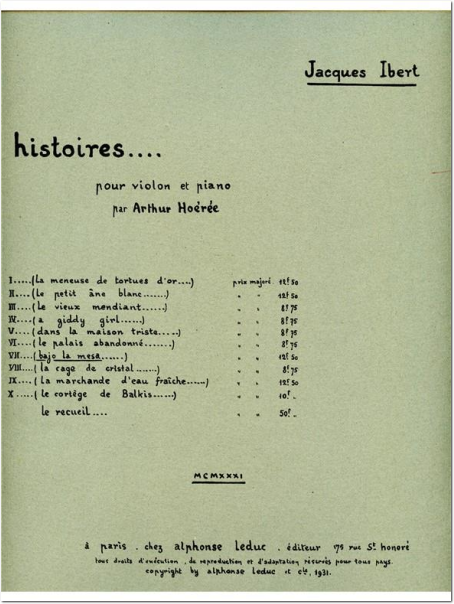 Jacques Ibert
histoires....
pour violon et piano
par Arthur Hoérée
I....(la meneuse de tortues d'or....) prix majoré 12f 50
II....(le petit âne blanc.......) " " 12f 50
III....(le vieux mendiant......) " " 8f 75
IV....(a giddy girl......) " " 8f 75
V....(dans la maison triste.....) " " 8f 75
VI....(le palais abandonné.......) " " 8f 75
VII....(bajo la mesa......) " " 12f 50
VIII....(la cage de cristal.......) " " 8f 75
IX....(la marchande d'eau fraîche......) " " 12f 50
X.....(le cortège de Balkis......) " " 10f "
le recueil.... " " 50f "
MCMXXXI
à paris . chez alphonse leduc . éditeur 175 rue St. honoré
tous droits d'exécution , de reproduction et d'adaptation réservés pour tous pays.
copyright by alphonse leduc et cie, 1931.